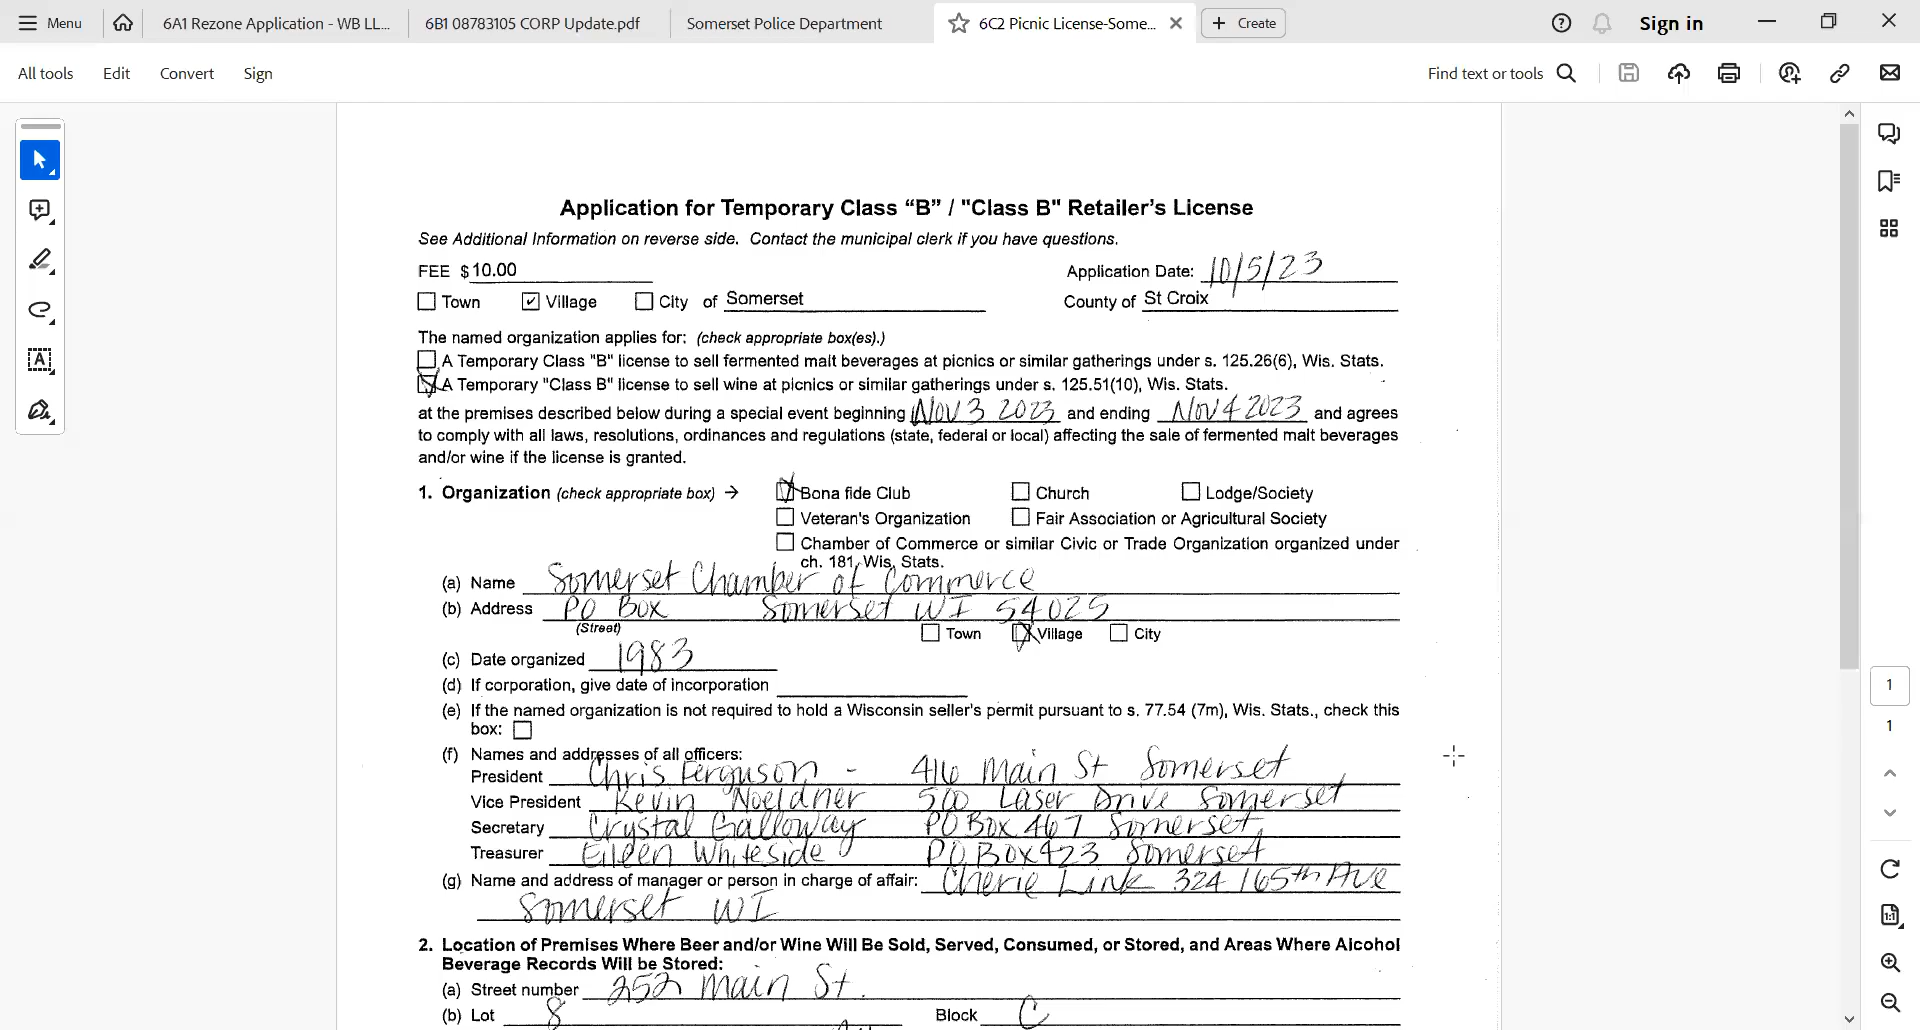 Menu
6A1 Rezone Application - WB LL...
6B1 08783105 CORP Update.pdf
Somerset Police Department
6C2 Picnic License-Some...
Create
Sign in
All tools
Edit
Convert
Sign
Find text or tools
Application for Temporary Class “B” / "Class B" Retailer’s License
See Additional Information on reverse side. Contact the municipal clerk if you have questions.
FEE $ 10.00 Application Date: 10/5/23
Town Village City of Somerset County of St Croix
The named organization applies for: (check appropriate box(es).)
A Temporary Class "B" license to sell fermented malt beverages at picnics or similar gatherings under s. 125.26(6), Wis. Stats.
A Temporary "Class B" license to sell wine at picnics or similar gatherings under s. 125.51(10), Wis. Stats.
at the premises described below during a special event beginning Nov 3 2023 and ending Nov 4 2023 and agrees
to comply with all laws, resolutions, ordinances and regulations (state, federal or local) affecting the sale of fermented malt beverages
and/or wine if the license is granted.
1. Organization (check appropriate box) → Bona fide Club Church Lodge/Society
Veteran's Organization Fair Association or Agricultural Society
Chamber of Commerce or similar Civic or Trade Organization organized under
ch. 181, Wis. Stats.
(a) Name Somerset Chamber of Commerce
(b) Address PO Box Somerset WI 54025
(Street) Town Village City
(c) Date organized 1983
(d) If corporation, give date of incorporation
(e) If the named organization is not required to hold a Wisconsin seller's permit pursuant to s. 77.54 (7m), Wis. Stats., check this
box:
(f) Names and addresses of all officers:
President Chris Ferguson - 416 Main St Somerset
Vice President Kevin Noeldner 500 Laser Drive Somerset
Secretary Crystal Galloway PO Box 467 Somerset
Treasurer Eileen Whiteside PO Box 423 Somerset
(g) Name and address of manager or person in charge of affair: Cherie Link 324 165th Ave
Somerset WI
2. Location of Premises Where Beer and/or Wine Will Be Sold, Served, Consumed, or Stored, and Areas Where Alcohol
Beverage Records Will be Stored:
(a) Street number 252 Main St.
(b) Lot 8 Block C
1
1